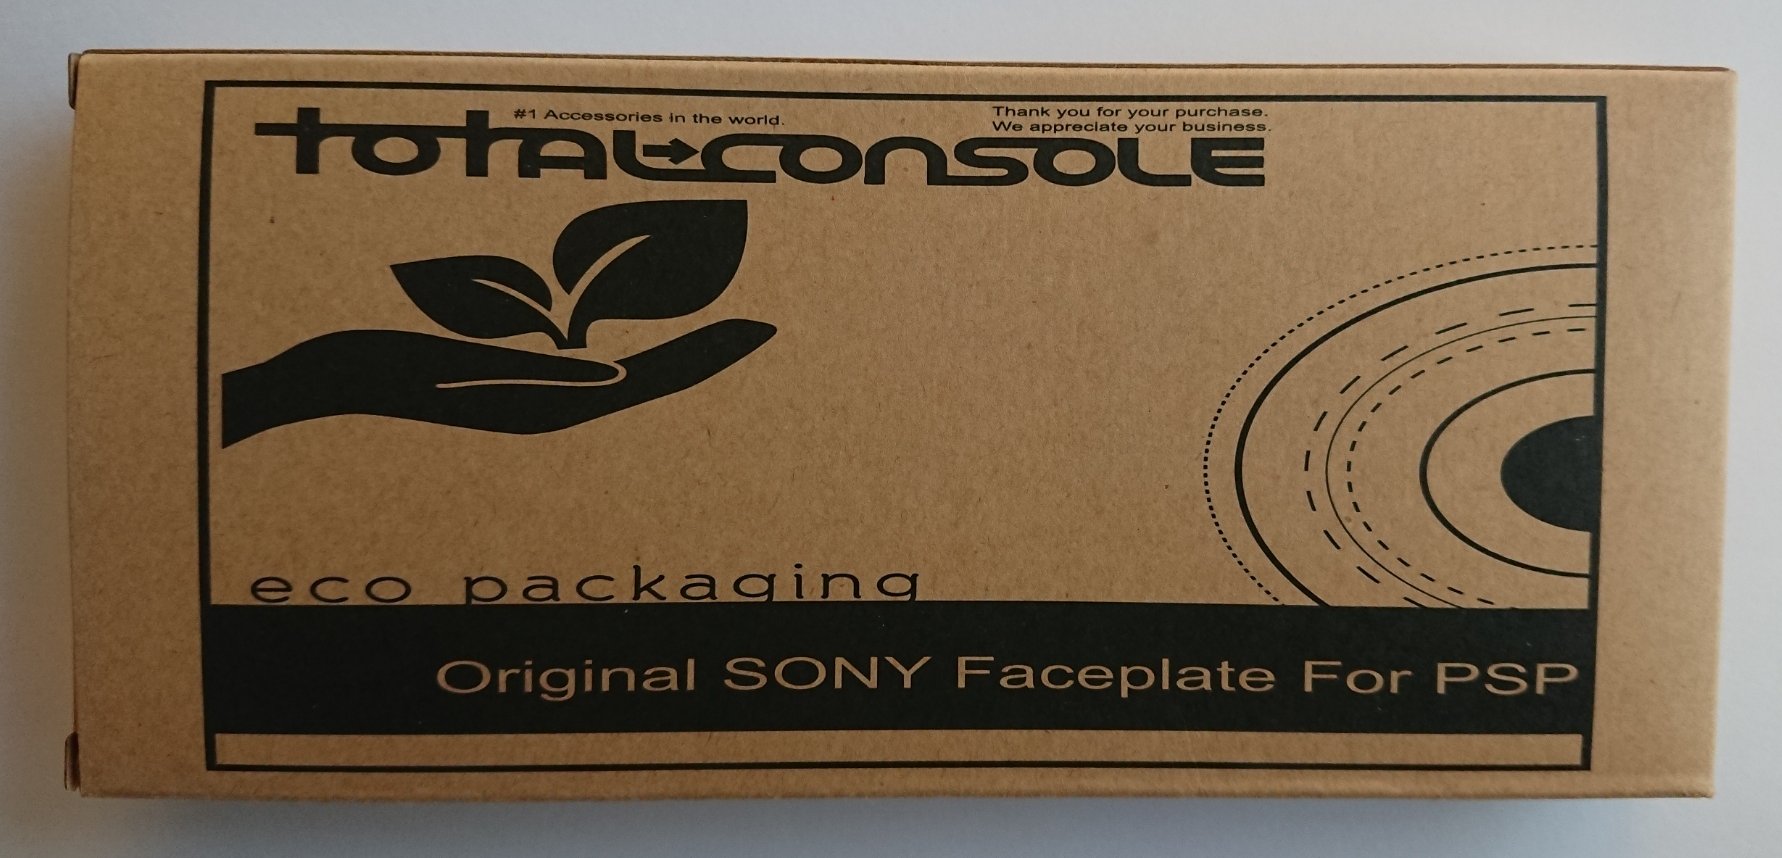 #1 Accessories in the world.
Thank you for your purchase.
We appreciate your business.
TOTALCONSOLE
eco packaging
Original SONY Faceplate For PSP